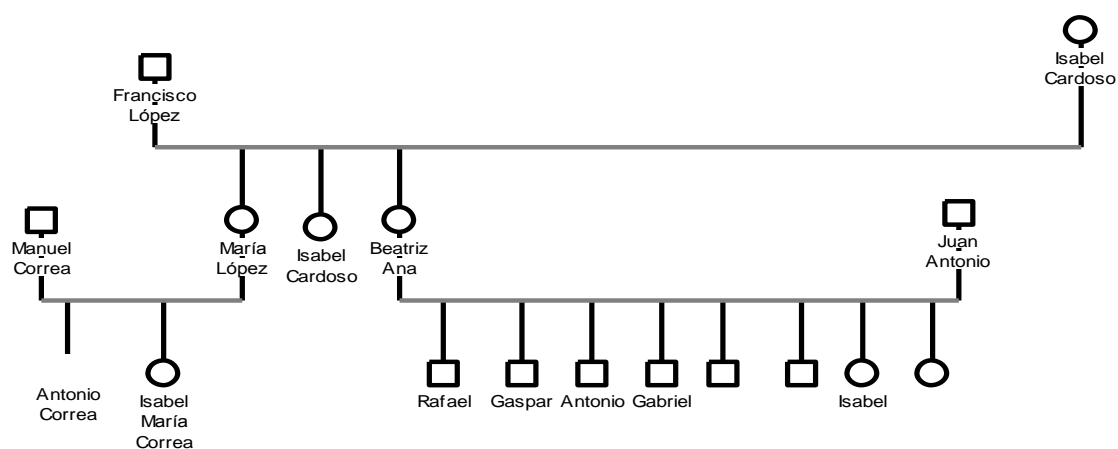 Isabel
Cardoso
Francisco
López
Manuel
Correa
María
López
Isabel
Cardoso
Beatriz
Ana
Juan
Antonio
Antonio
Correa
Isabel
María
Correa
Rafael
Gaspar
Antonio
Gabriel
Isabel